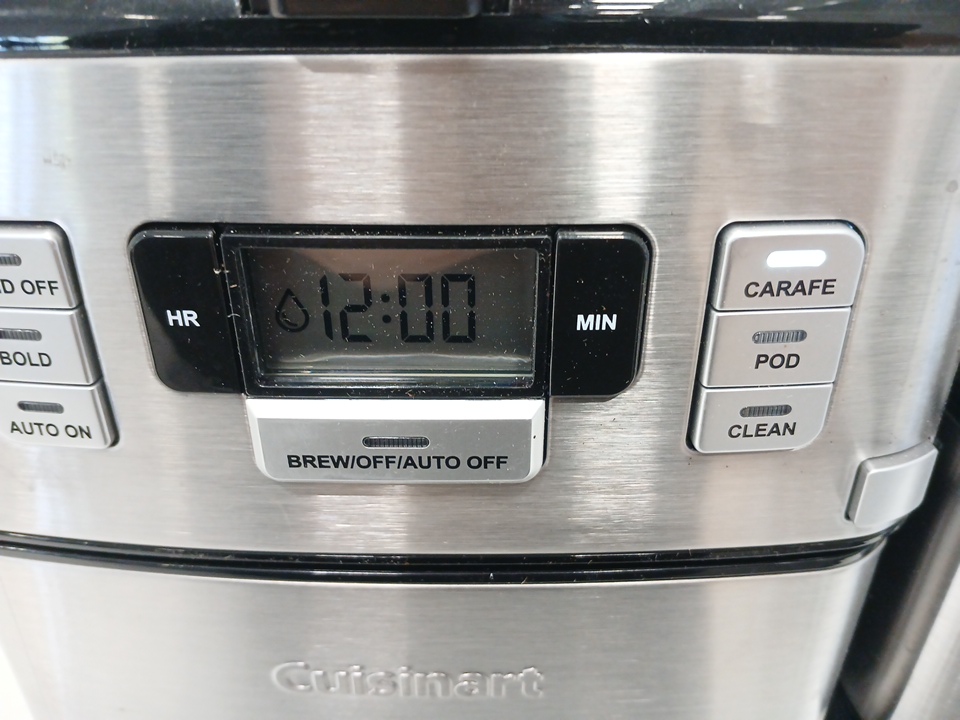 D OFF
BOLD
AUTO ON
HR
12:00
MIN
BREW/OFF/AUTO OFF
CARAFE
POD
CLEAN
Cuisinart